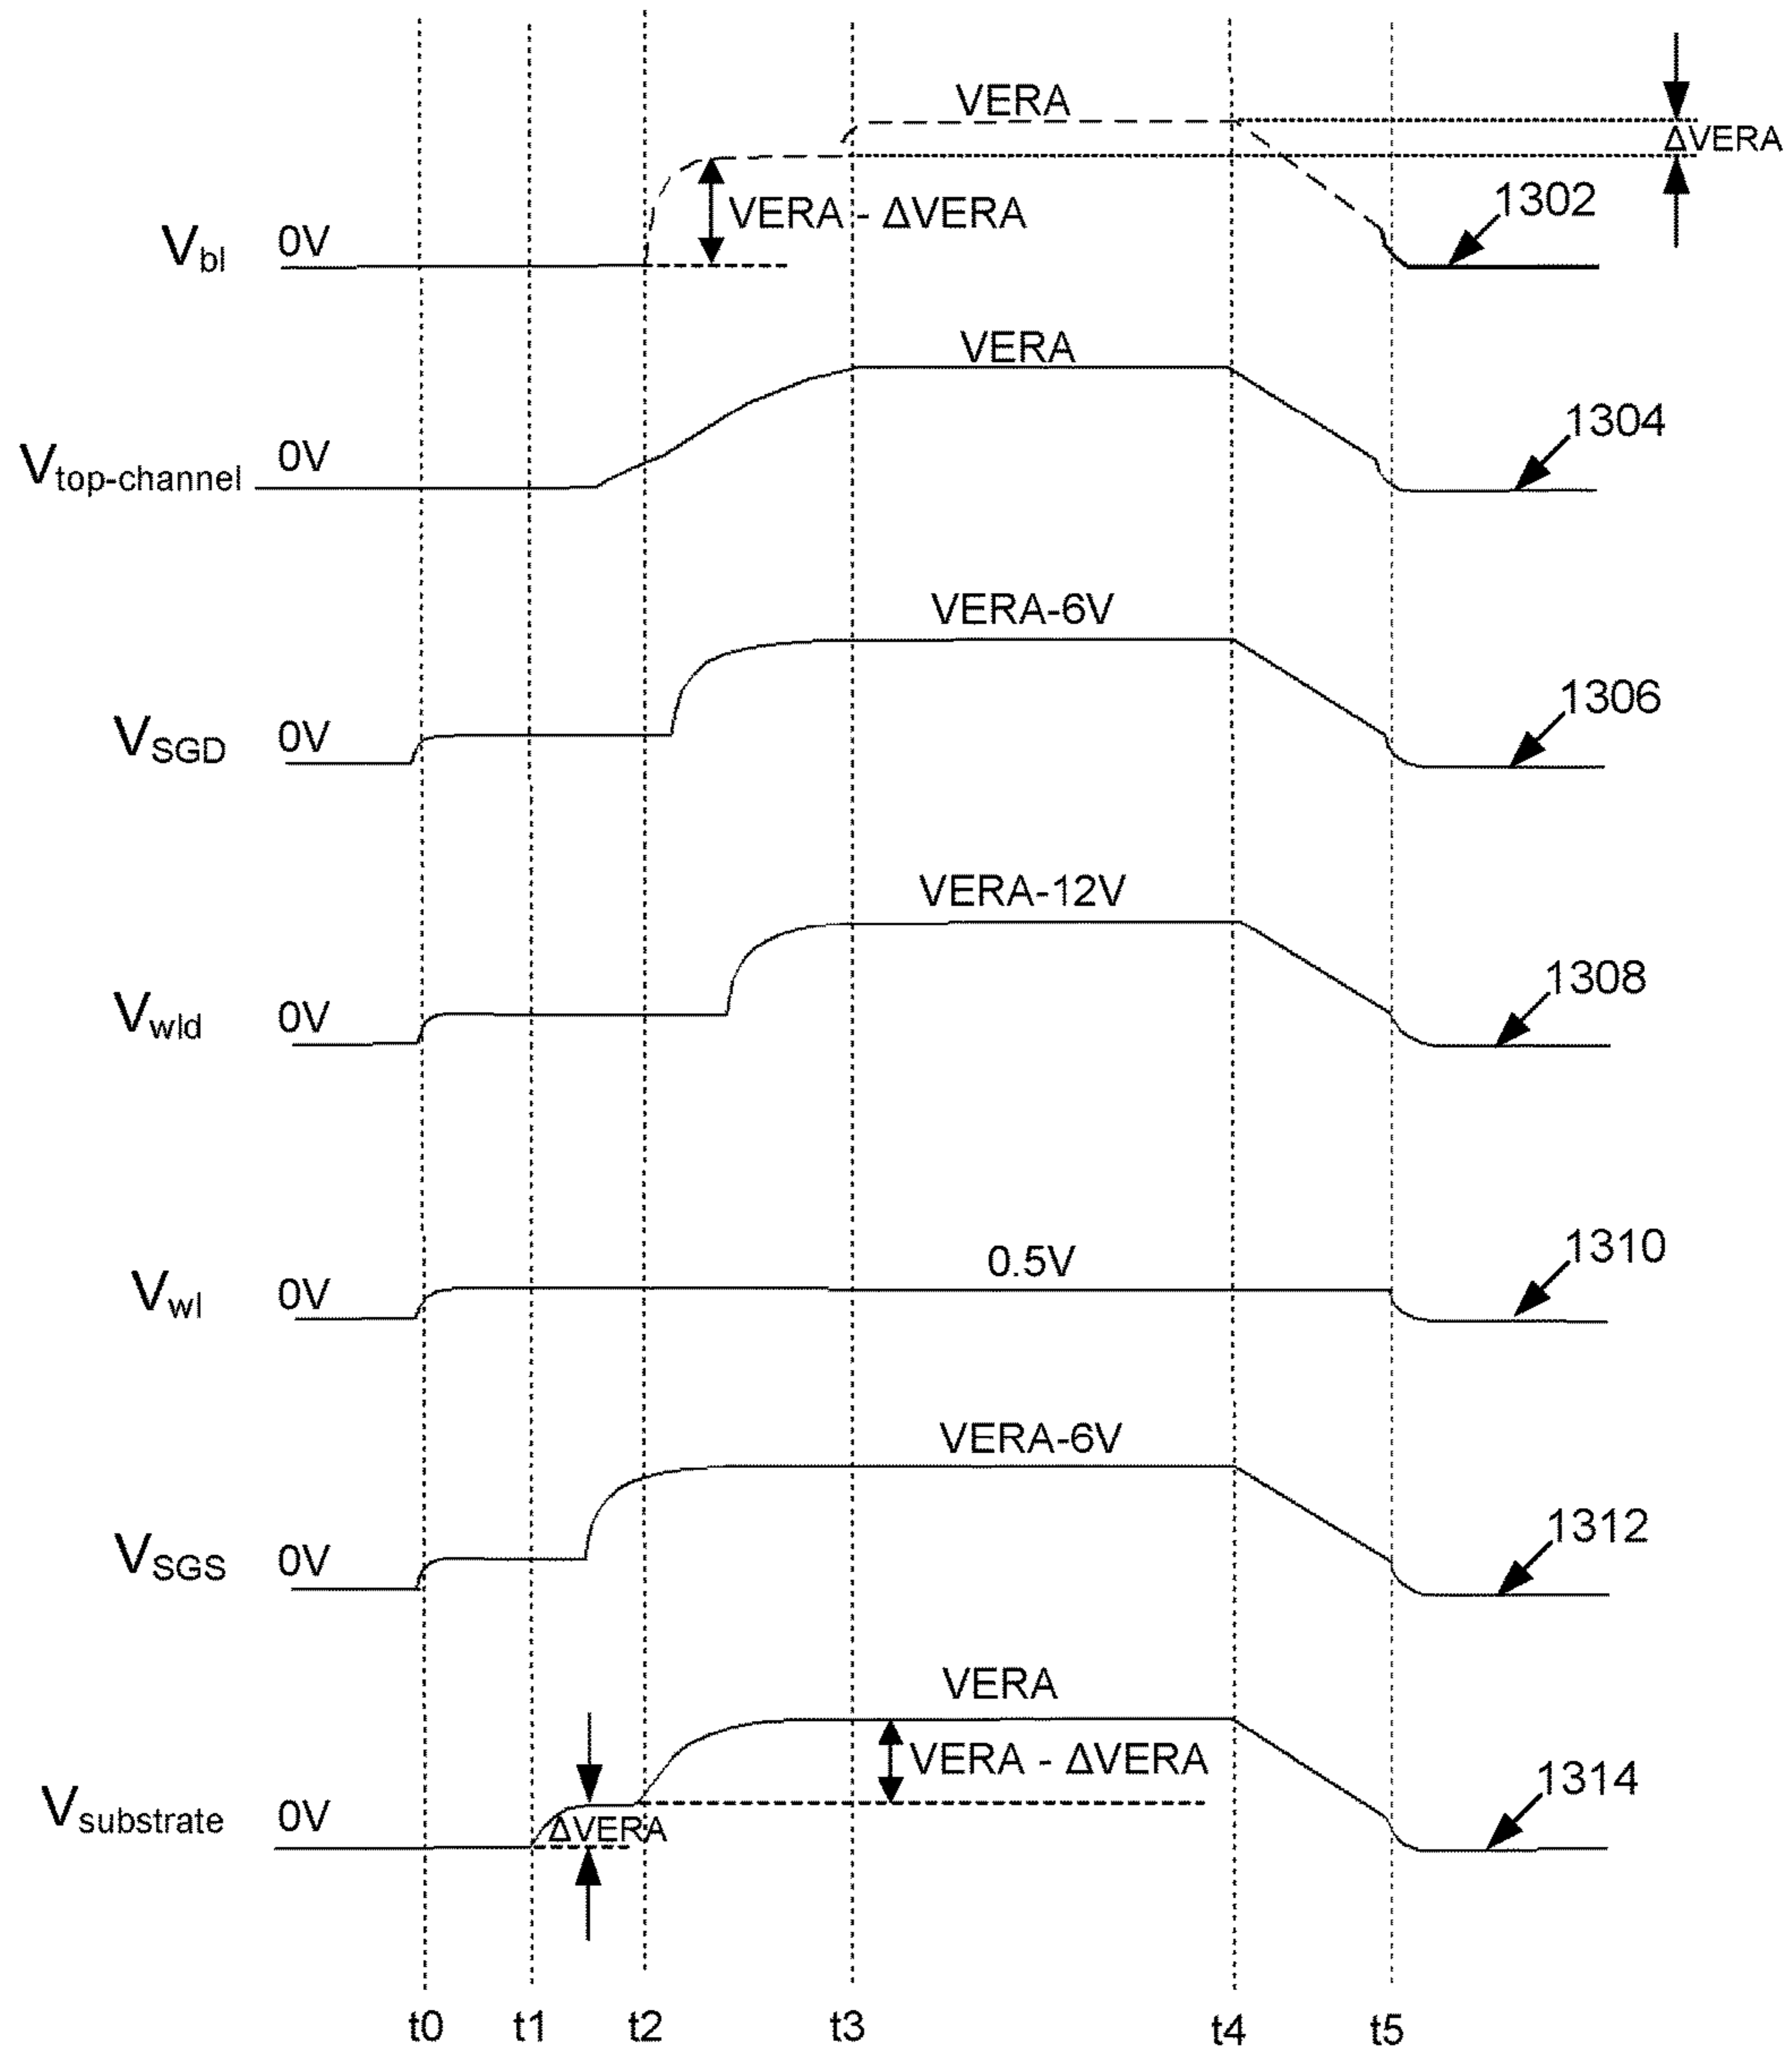 VERA
ΔVERA
1302
VERA - ΔVERA
Vbl 0V
VERA
1304
Vtop-channel 0V
VERA-6V
1306
VSGD 0V
VERA-12V
1308
Vwld 0V
0.5V
1310
Vwl 0V
VERA-6V
1312
VSGS 0V
VERA
VERA - ΔVERA
1314
Vsubstrate 0V
ΔVERA
t0 t1 t2 t3 t4 t5